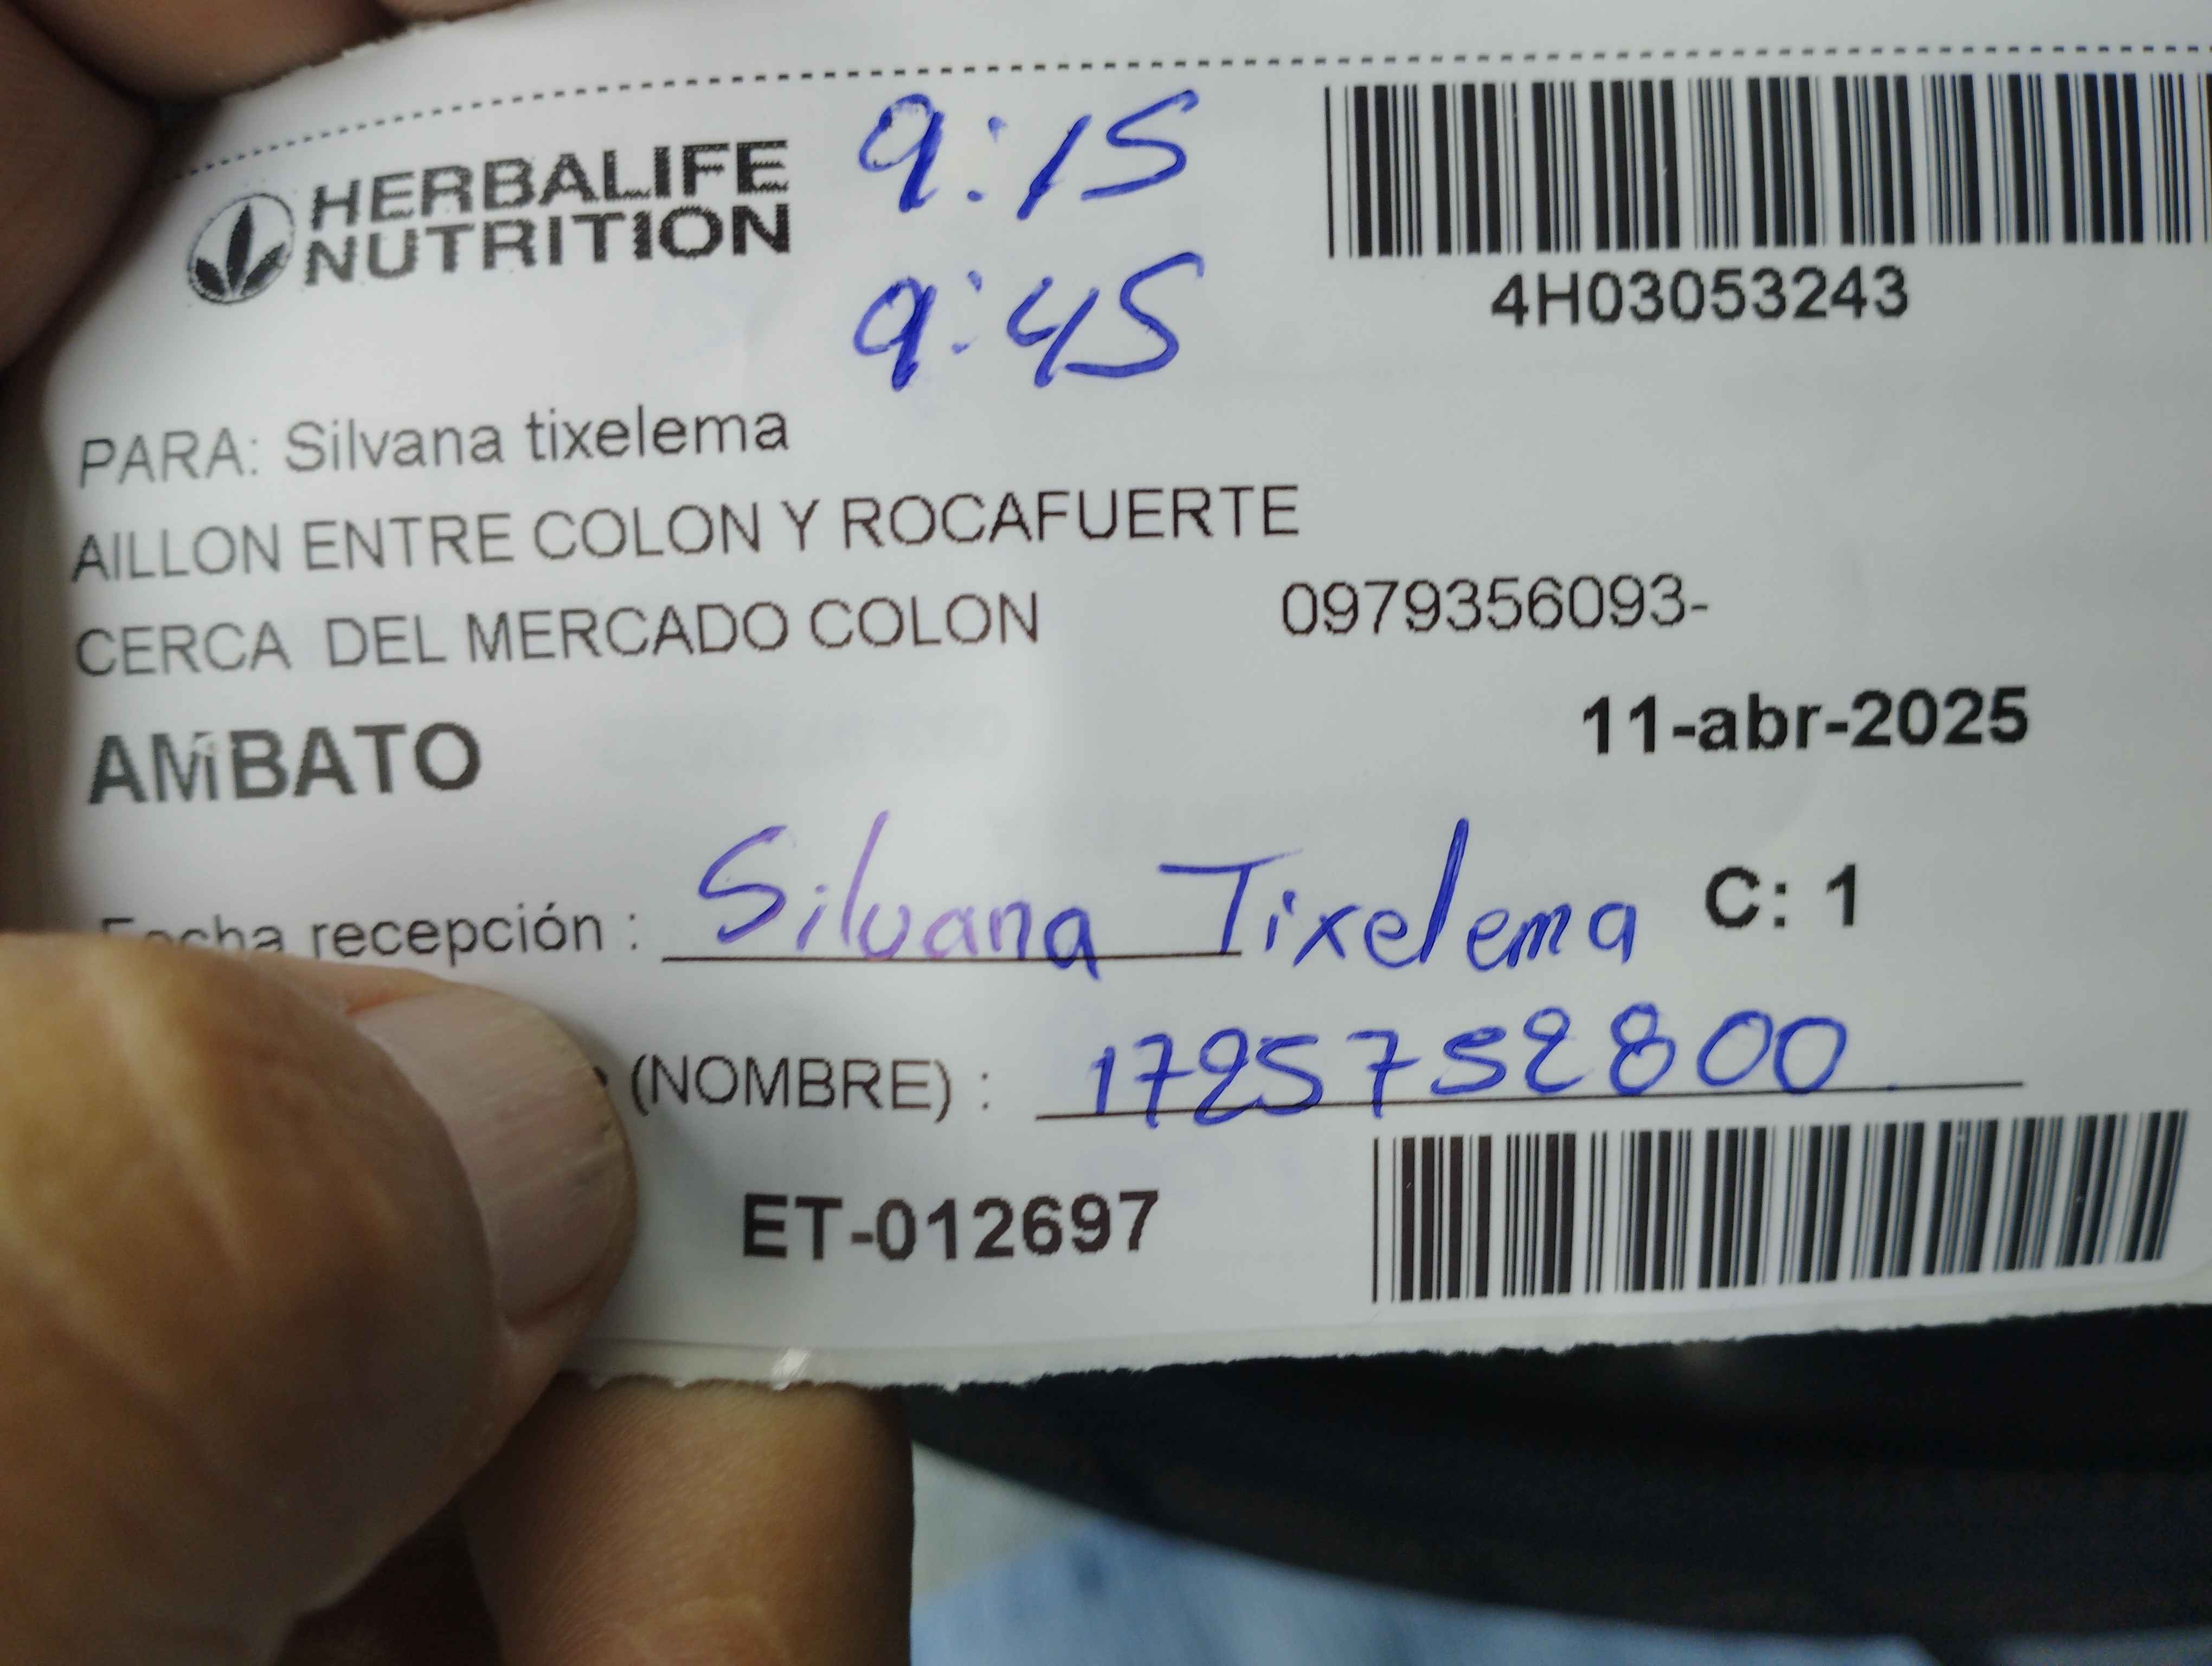 HERBALIFE
NUTRITION
9:15
9:45
4H03053243
PARA: Silvana tixelema
AILLON ENTRE COLON Y ROCAFUERTE
CERCA DEL MERCADO COLON 0979356093-
AMBATO 11-abr-2025
recepción : Silvana Tixelema C: 1
(NOMBRE) : 1725752800
ET-012697